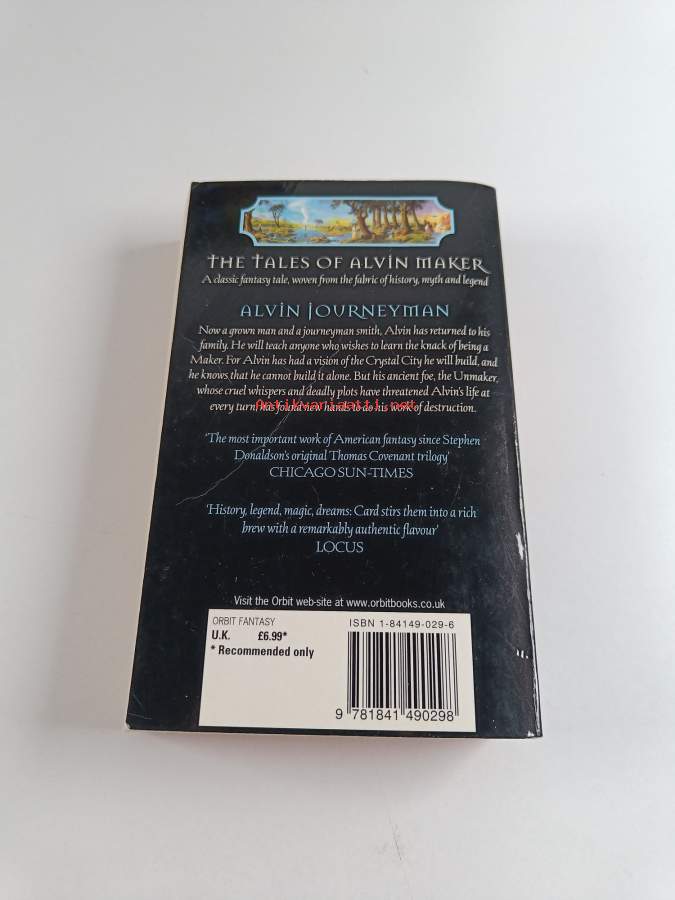 THE TALES OF ALVIN MAKER
A classic fantasy tale, woven from the fabric of history, myth and legend
ALVIN JOURNEYMAN
Now a grown man and a journeyman smith, Alvin has returned to his
family. He will teach anyone who wishes to learn the knack of being a
Maker. For Alvin has had a vision of the Crystal City he will build, and
he knows that he cannot build it alone. But his ancient foe, the Unmaker,
whose cruel whispers and deadly plots have threatened Alvin's life at
every turn, has found new hands to do his work of destruction.
Antikvariaatti.net
'The most important work of American fantasy since Stephen
Donaldson's original Thomas Covenant trilogy'
CHICAGO SUN-TIMES
'History, legend, magic, dreams: Card stirs them into a rich
brew with a remarkably authentic flavour'
LOCUS
Visit the Orbit web-site at www.orbitbooks.co.uk
ORBIT FANTASY
U.K. £6.99*
* Recommended only
ISBN 1-84149-029-6
9 781841 490298